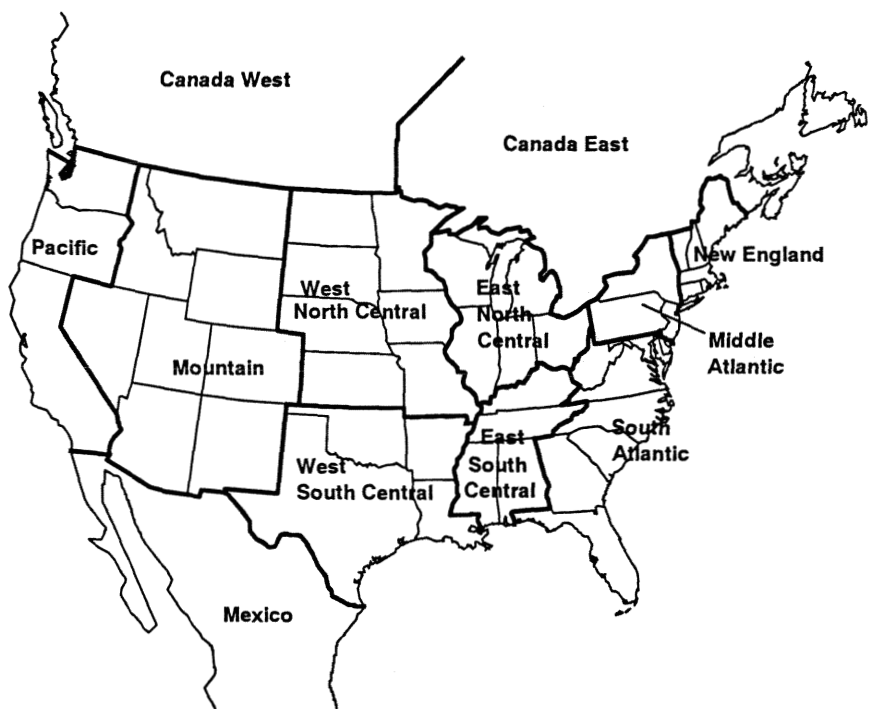 Canada West
Canada East
Pacific
New England
West
North Central
East
North
Central
Middle
Atlantic
Mountain
South
Atlantic
East
South
Central
West
South Central
Mexico